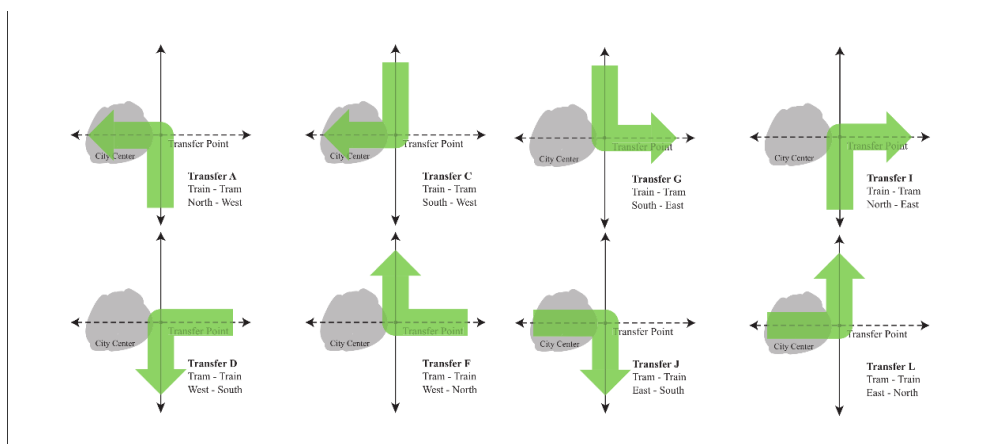 Transfer Point
City Center
Transfer A
Train - Tram
North - West
Transfer Point
City Center
Transfer C
Train - Tram
South - West
Transfer Point
City Center
Transfer G
Train - Tram
South - East
Transfer Point
City Center
Transfer I
Train - Tram
North - East
Transfer Point
City Center
Transfer D
Tram - Train
West - South
Transfer Point
City Center
Transfer F
Tram - Train
West - North
Transfer Point
City Center
Transfer J
Tram - Train
East - South
Transfer Point
City Center
Transfer L
Tram - Train
East - North